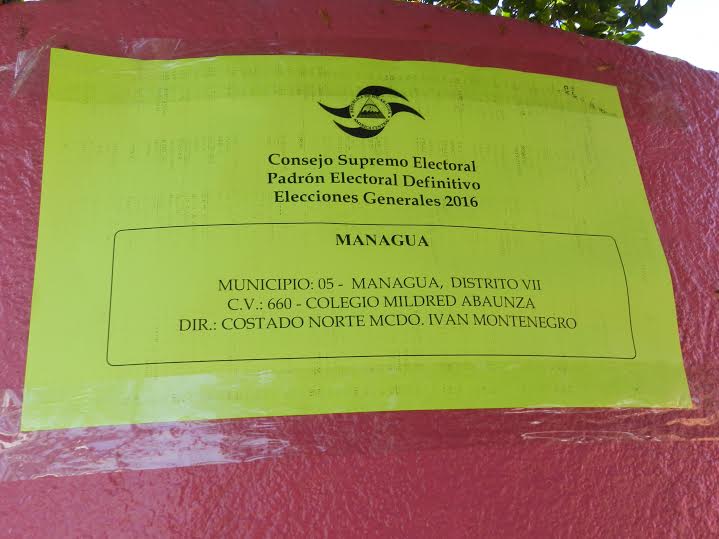 Consejo Supremo Electoral
Padrón Electoral Definitivo
Elecciones Generales 2016
MANAGUA
MUNICIPIO: 05 - MANAGUA, DISTRITO VII
C.V.: 660 - COLEGIO MILDRED ABAUNZA
DIR.: COSTADO NORTE MCDO. IVAN MONTENEGRO